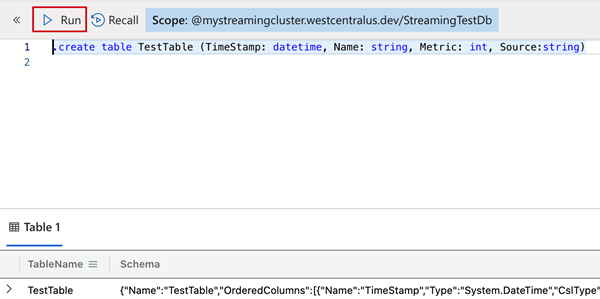 Run Recall Scope: @mystreamingcluster.westcentralus.dev/StreamingTestDb
1 .create table TestTable (TimeStamp: datetime, Name: string, Metric: int, Source:string)
2
Table 1
TableName Schema
TestTable {"Name":"TestTable","OrderedColumns":[{"Name":"TimeStamp","Type":"System.DateTime","CslType"